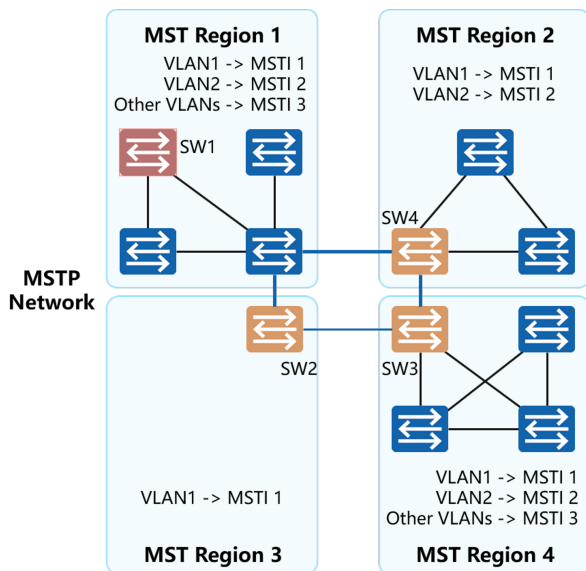 MST Region 1
VLAN1 -> MSTI 1
VLAN2 -> MSTI 2
Other VLANs -> MSTI 3
SW1
MST Region 2
VLAN1 -> MSTI 1
VLAN2 -> MSTI 2
SW4
MSTP
Network
SW2
VLAN1 -> MSTI 1
MST Region 3
SW3
VLAN1 -> MSTI 1
VLAN2 -> MSTI 2
Other VLANs -> MSTI 3
MST Region 4